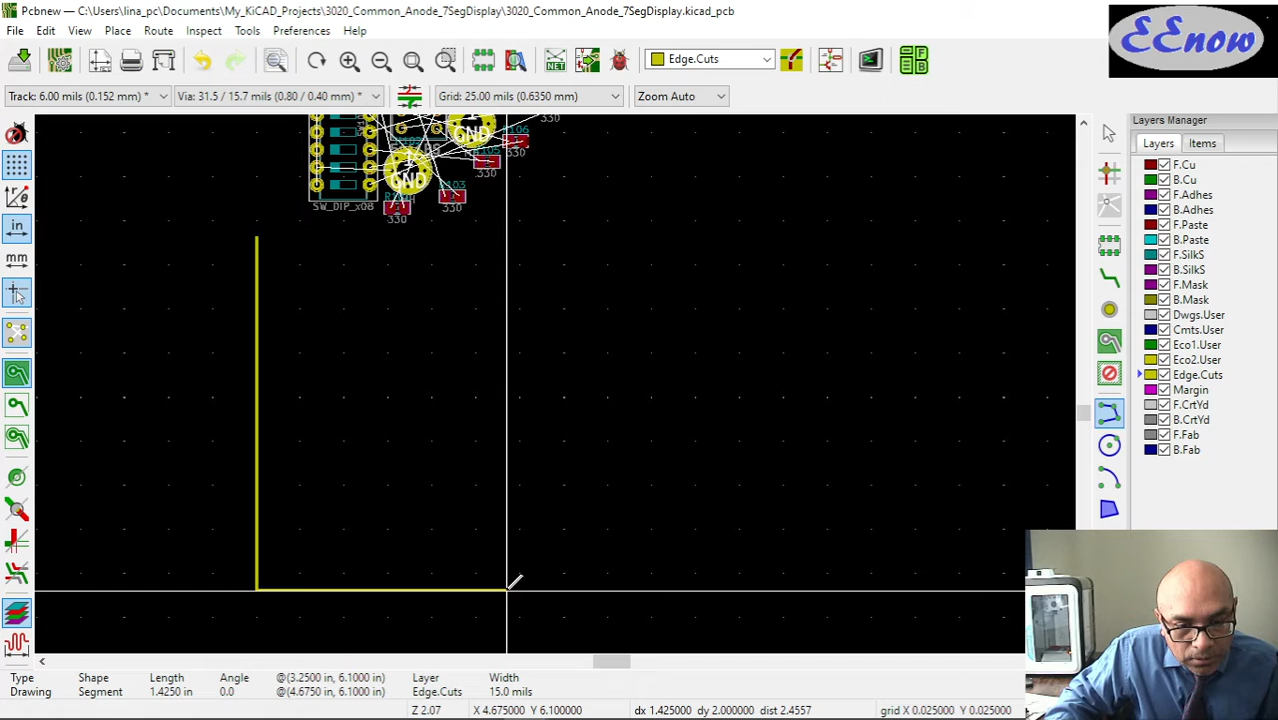 Pcbnew — C:\Users\lina_pc\Documents\My_KiCAD_Projects\3020_Common_Anode_7SegDisplay\3020_Common_Anode_7SegDisplay.kicad_pcb
EEnow
File Edit View Place Route Inspect Tools Preferences Help
NET
Edge.Cuts
F
B
Track: 6.00 mils (0.152 mm) *
Via: 31.5 / 15.7 mils (0.80 / 0.40 mm) *
Grid: 25.00 mils (0.6350 mm)
Zoom Auto
Layers Manager
Layers Items
F.Cu
B.Cu
F.Adhes
B.Adhes
F.Paste
B.Paste
F.SilkS
B.SilkS
F.Mask
B.Mask
Dwgs.User
Cmts.User
Eco1.User
Eco2.User
Edge.Cuts
Margin
F.CrtYd
B.CrtYd
F.Fab
B.Fab
in
mm
330
GND
330
330
GND
330
330
SW_DIP_x08
Type Shape Length Angle @(3.2500 in, 6.1000 in) Layer Width
Drawing Segment 1.4250 in 0.0 @(4.6750 in, 6.1000 in) Edge.Cuts 15.0 mils
Z 2.07 X 4.675000 Y 6.100000 dx 1.425000 dy 2.000000 dist 2.4557 grid X 0.025000 Y 0.025000